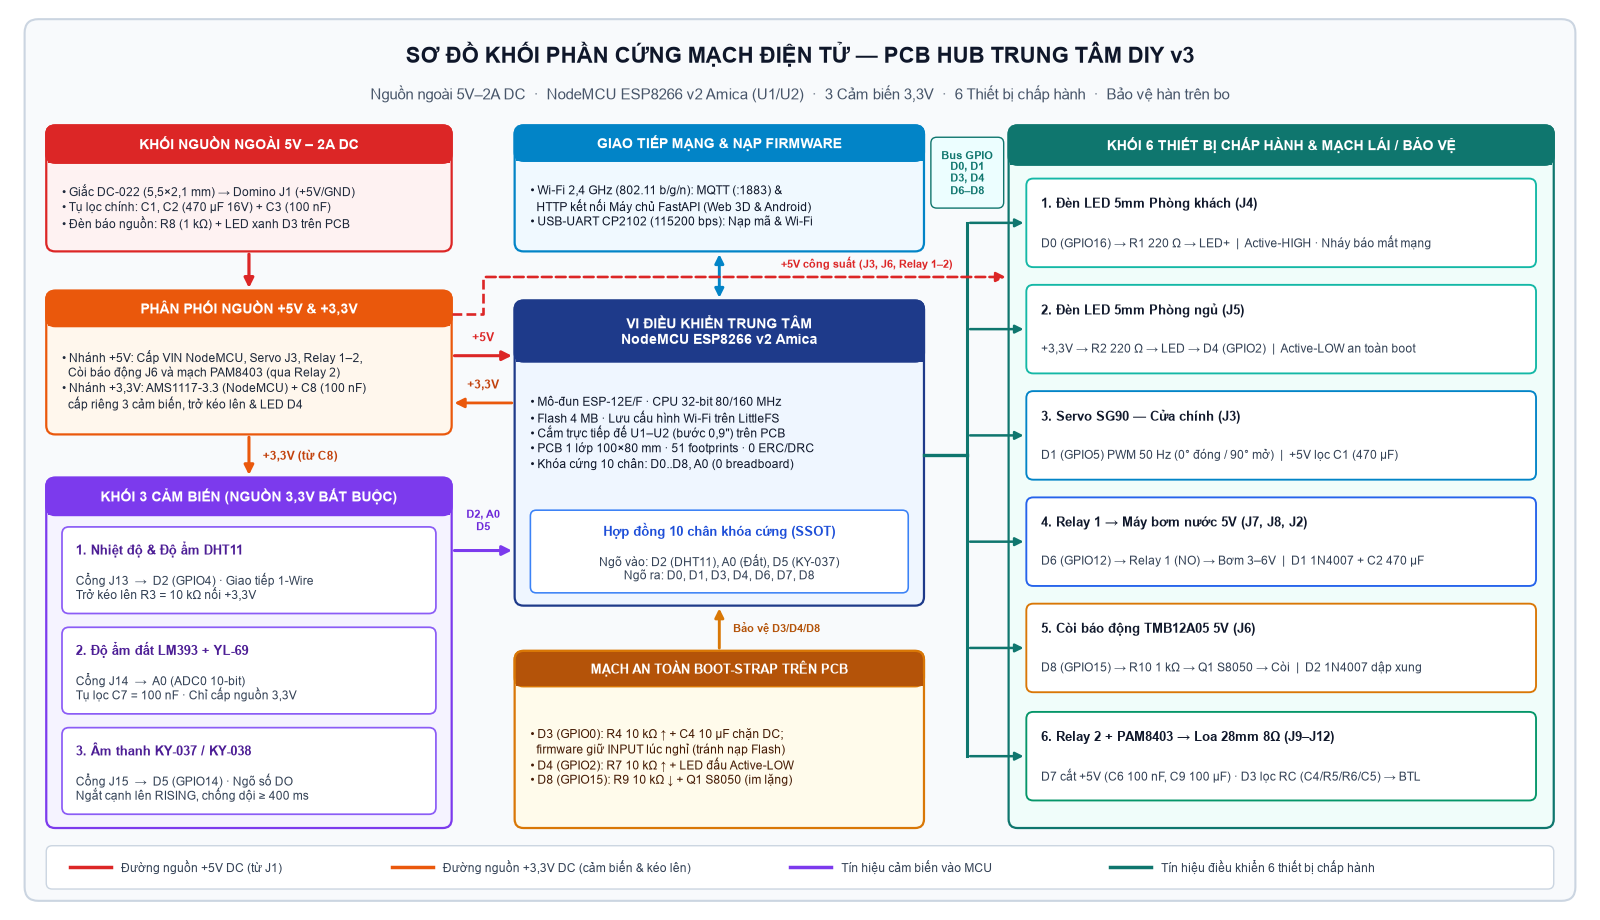 SƠ ĐỒ KHỐI PHẦN CỨNG MẠCH ĐIỆN TỬ — PCB HUB TRUNG TÂM DIY v3
Nguồn ngoài 5V–2A DC · NodeMCU ESP8266 v2 Amica (U1/U2) · 3 Cảm biến 3,3V · 6 Thiết bị chấp hành · Bảo vệ hàn trên bo
KHỐI NGUỒN NGOÀI 5V – 2A DC
• Giắc DC-022 (5,5×2,1 mm) → Domino J1 (+5V/GND)
• Tụ lọc chính: C1, C2 (470 µF 16V) + C3 (100 nF)
• Đèn báo nguồn: R8 (1 kΩ) + LED xanh D3 trên PCB
PHÂN PHỐI NGUỒN +5V & +3,3V
• Nhánh +5V: Cấp VIN NodeMCU, Servo J3, Relay 1–2,
Còi báo động J6 và mạch PAM8403 (qua Relay 2)
• Nhánh +3,3V: AMS1117-3.3 (NodeMCU) + C8 (100 nF)
cấp riêng 3 cảm biến, trở kéo lên & LED D4
+3,3V (từ C8)
KHỐI 3 CẢM BIẾN (NGUỒN 3,3V BẮT BUỘC)
1. Nhiệt độ & Độ ẩm DHT11
Cổng J13 → D2 (GPIO4) · Giao tiếp 1-Wire
Trở kéo lên R3 = 10 kΩ nối +3,3V
2. Độ ẩm đất LM393 + YL-69
Cổng J14 → A0 (ADC0 10-bit)
Tụ lọc C7 = 100 nF · Chỉ cấp nguồn 3,3V
3. Âm thanh KY-037 / KY-038
Cổng J15 → D5 (GPIO14) · Ngõ số DO
Ngắt cạnh lên RISING, chống dội ≥ 400 ms
+5V
+3,3V
D2, A0
D5
GIAO TIẾP MẠNG & NẠP FIRMWARE
• Wi-Fi 2,4 GHz (802.11 b/g/n): MQTT (:1883) &
HTTP kết nối Máy chủ FastAPI (Web 3D & Android)
• USB-UART CP2102 (115200 bps): Nạp mã & Wi-Fi
+5V công suất (J3, J6, Relay 1–2)
VI ĐIỀU KHIỂN TRUNG TÂM
NodeMCU ESP8266 v2 Amica
• Mô-đun ESP-12E/F · CPU 32-bit 80/160 MHz
• Flash 4 MB · Lưu cấu hình Wi-Fi trên LittleFS
• Cắm trực tiếp đế U1–U2 (bước 0,9") trên PCB
• PCB 1 lớp 100×80 mm · 51 footprints · 0 ERC/DRC
• Khóa cứng 10 chân: D0..D8, A0 (0 breadboard)
Hợp đồng 10 chân khóa cứng (SSOT)
Ngõ vào: D2 (DHT11), A0 (Đất), D5 (KY-037)
Ngõ ra: D0, D1, D3, D4, D6, D7, D8
Bảo vệ D3/D4/D8
MẠCH AN TOÀN BOOT-STRAP TRÊN PCB
• D3 (GPIO0): R4 10 kΩ ↑ + C4 10 µF chặn DC;
firmware giữ INPUT lúc nghỉ (tránh nạp Flash)
• D4 (GPIO2): R7 10 kΩ ↑ + LED đấu Active-LOW
• D8 (GPIO15): R9 10 kΩ ↓ + Q1 S8050 (im lặng)
Bus GPIO
D0, D1
D3, D4
D6–D8
KHỐI 6 THIẾT BỊ CHẤP HÀNH & MẠCH LÁI / BẢO VỆ
1. Đèn LED 5mm Phòng khách (J4)
D0 (GPIO16) → R1 220 Ω → LED+ | Active-HIGH · Nháy báo mất mạng
2. Đèn LED 5mm Phòng ngủ (J5)
+3,3V → R2 220 Ω → LED → D4 (GPIO2) | Active-LOW an toàn boot
3. Servo SG90 — Cửa chính (J3)
D1 (GPIO5) PWM 50 Hz (0° đóng / 90° mở) | +5V lọc C1 (470 µF)
4. Relay 1 → Máy bơm nước 5V (J7, J8, J2)
D6 (GPIO12) → Relay 1 (NO) → Bơm 3–6V | D1 1N4007 + C2 470 µF
5. Còi báo động TMB12A05 5V (J6)
D8 (GPIO15) → R10 1 kΩ → Q1 S8050 → Còi | D2 1N4007 dập xung
6. Relay 2 + PAM8403 → Loa 28mm 8Ω (J9–J12)
D7 cắt +5V (C6 100 nF, C9 100 µF) · D3 lọc RC (C4/R5/R6/C5) → BTL
Đường nguồn +5V DC (từ J1)
Đường nguồn +3,3V DC (cảm biến & kéo lên)
Tín hiệu cảm biến vào MCU
Tín hiệu điều khiển 6 thiết bị chấp hành